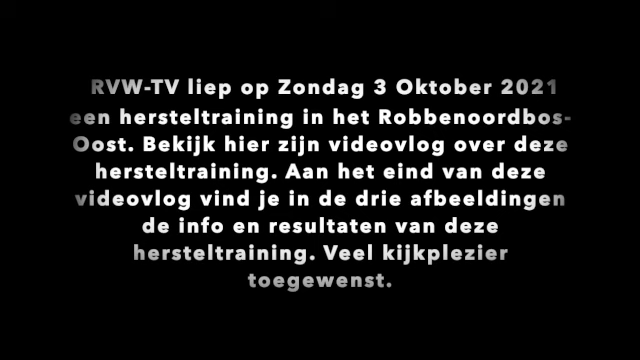 RVW-TV liep op Zondag 3 Oktober 2021
een hersteltraining in het Robbenoordbos-
Oost. Bekijk hier zijn videovlog over deze
hersteltraining. Aan het eind van deze
videovlog vind je in de drie afbeeldingen
de info en resultaten van deze
hersteltraining. Veel kijkplezier
toegewenst.